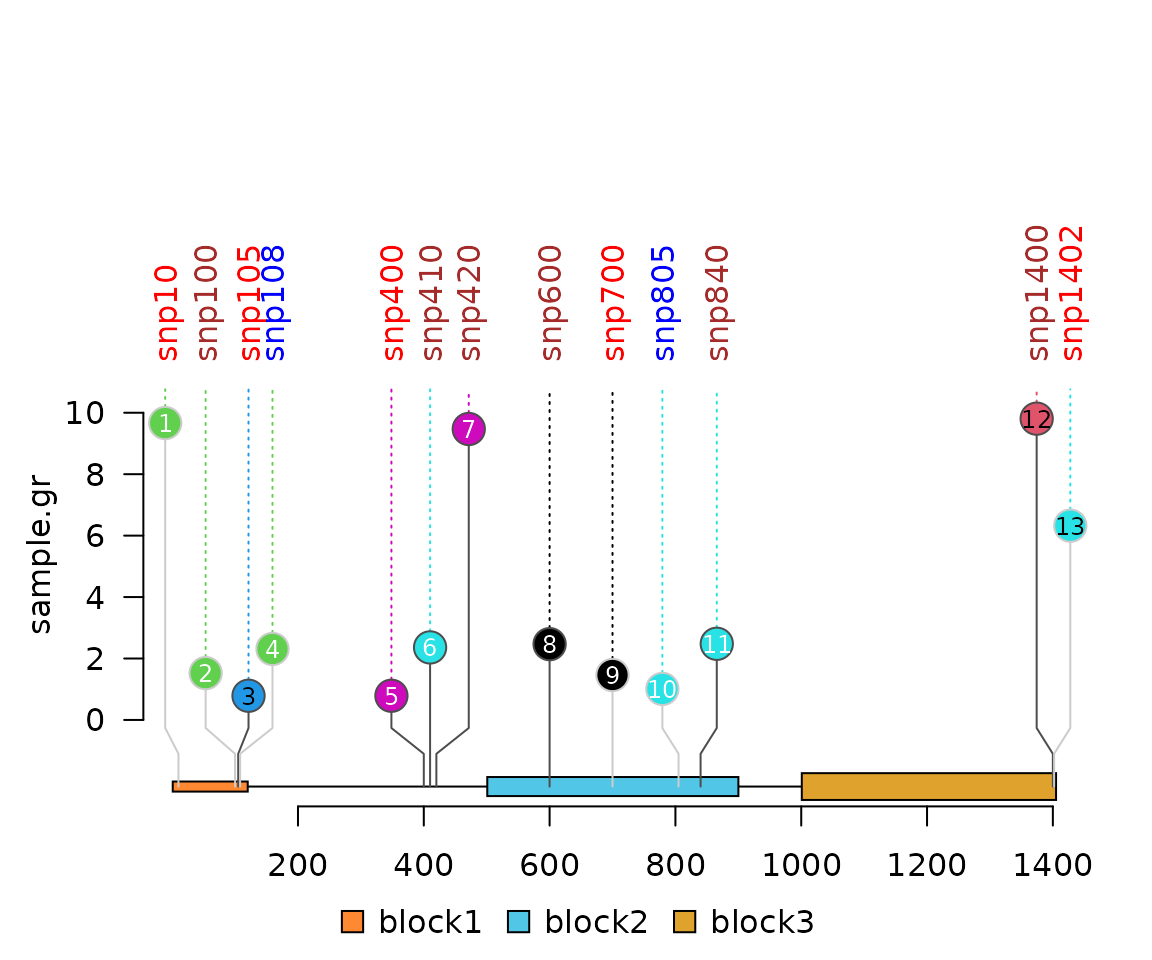 snp10
snp100
snp105
snp108
snp400
snp410
snp420
snp600
snp700
snp805
snp840
snp1400
snp1402
sample.gr
10
8
6
4
2
0
1
2
3
4
5
6
7
8
9
10
11
12
13
200 400 600 800 1000 1200 1400
block1 block2 block3